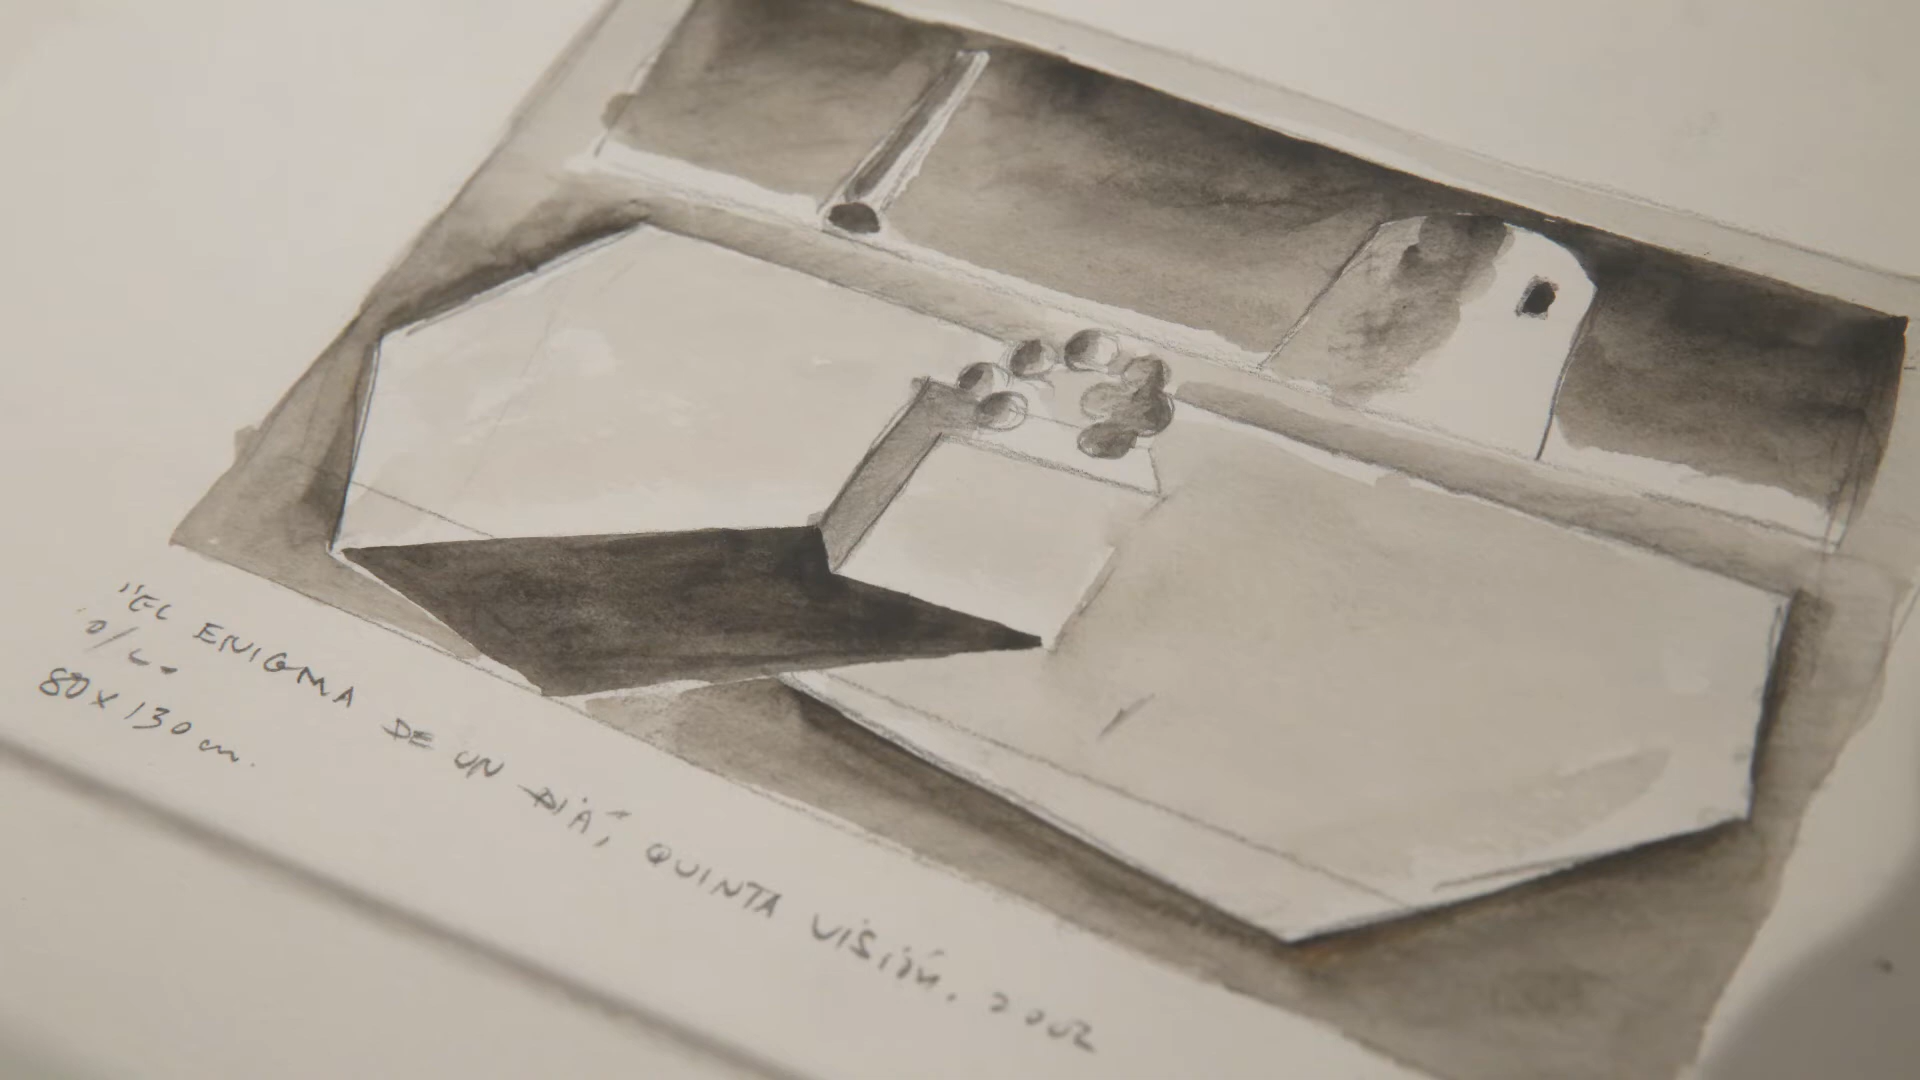 "EL ENIGMA DE UN DIA", QUINTA VISIÓN. 2002
O/L
80 x 130 cm.